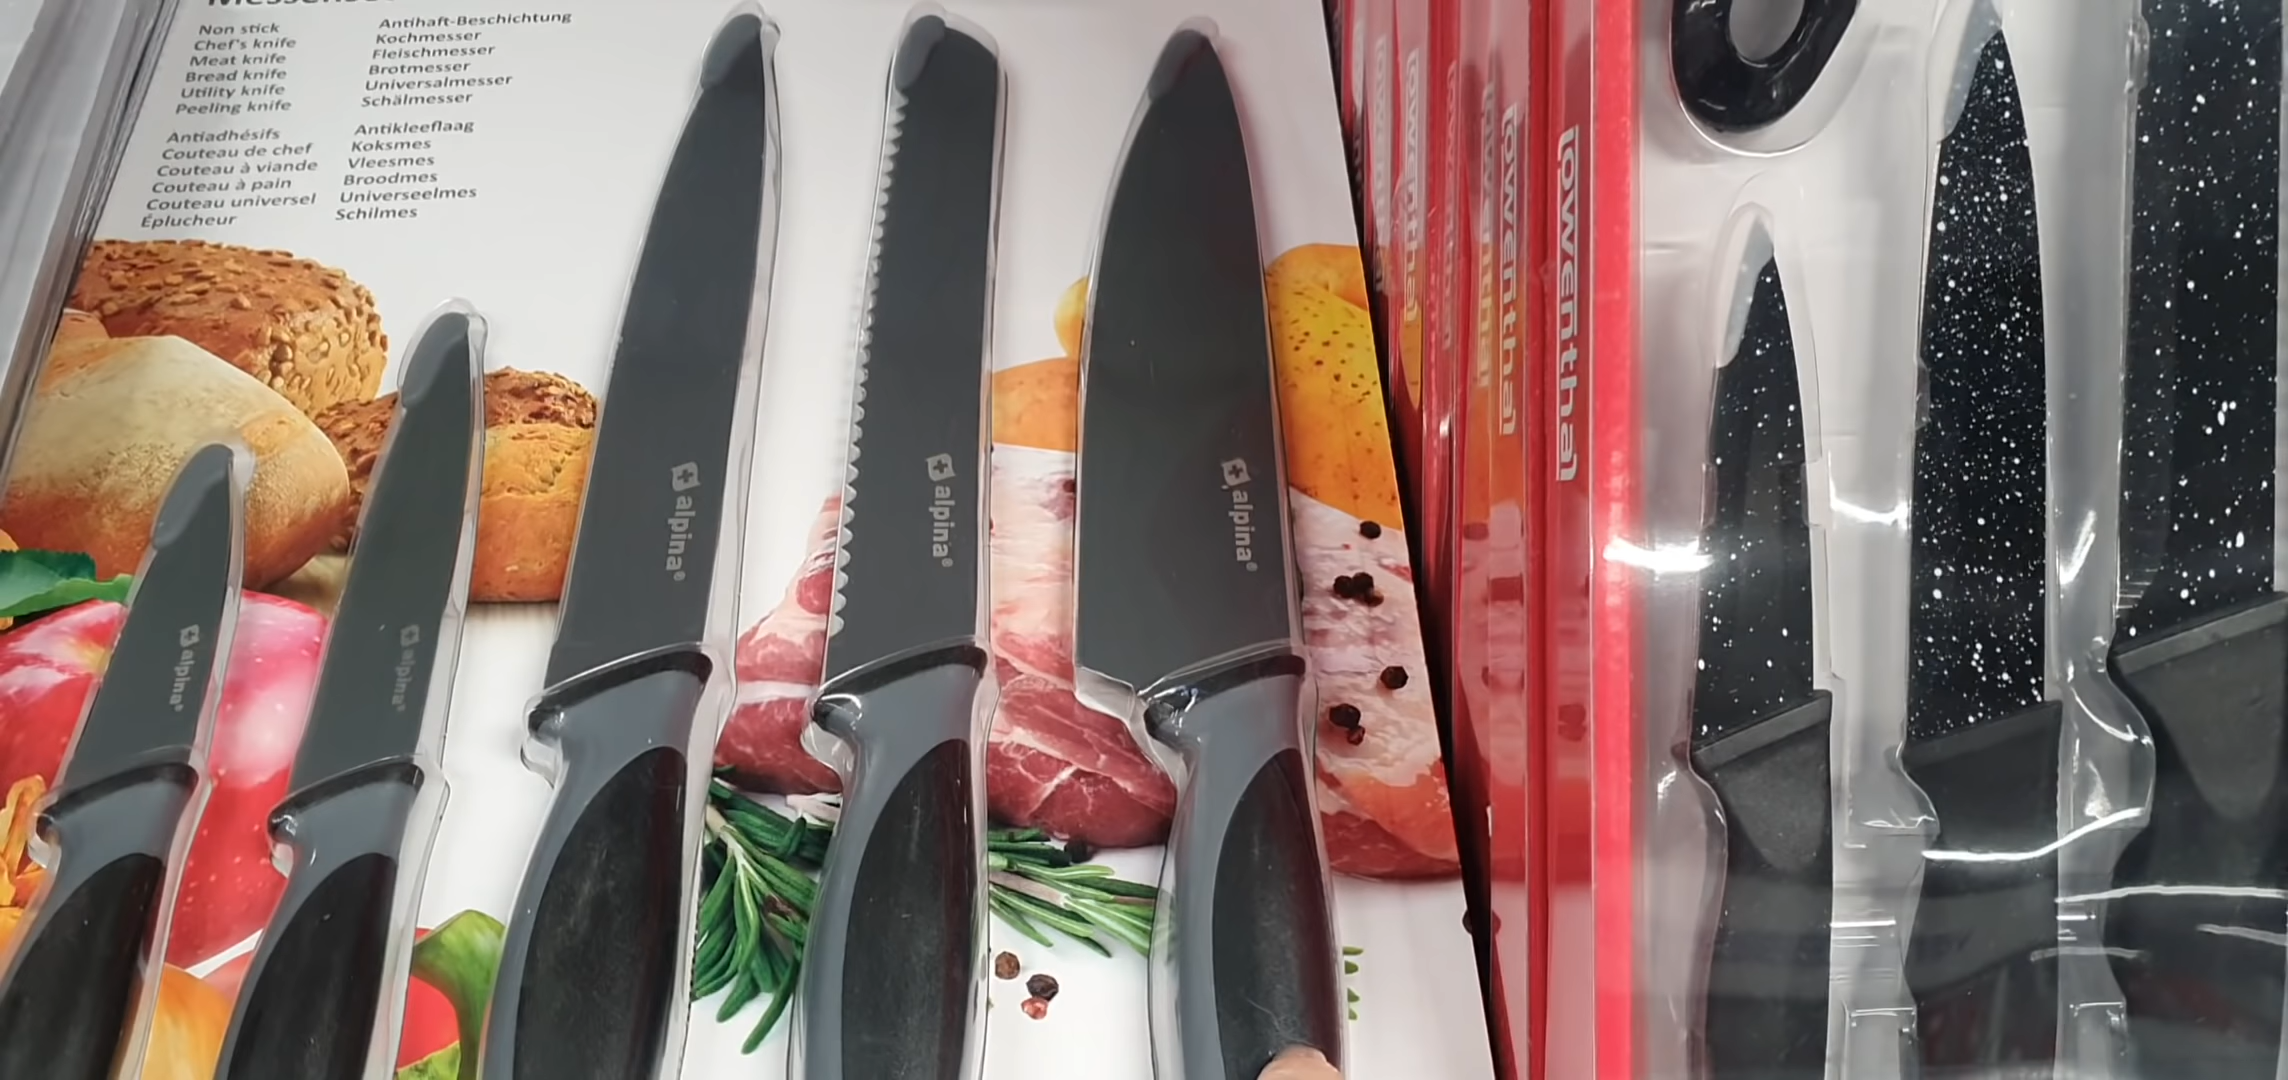 Non stick
Chef's knife
Meat knife
Bread knife
Utility knife
Peeling knife
Antihaft-Beschichtung
Kochmesser
Fleischmesser
Brotmesser
Universalmesser
Schälmesser
Antiadhésifs
Couteau de chef
Couteau à viande
Couteau à pain
Couteau universel
Éplucheur
Antikleeflaag
Koksmes
Vleesmes
Broodmes
Universeelmes
Schilmes
alpina®
alpina®
alpina®
alpina®
alpina®
lowenthal
lowenthal
lowenthal
lowenthal